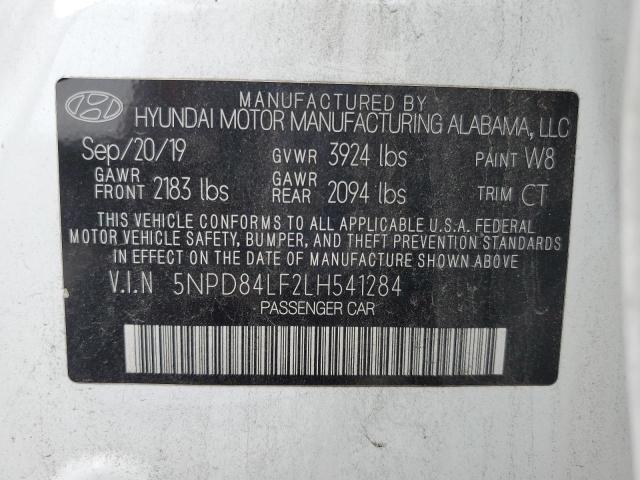 MANUFACTURED BY
HYUNDAI MOTOR MANUFACTURING ALABAMA, LLC
Sep/20/19 GVWR 3924 lbs PAINT W8
GAWR FRONT 2183 lbs GAWR REAR 2094 lbs TRIM CT
THIS VEHICLE CONFORMS TO ALL APPLICABLE U.S.A. FEDERAL
MOTOR VEHICLE SAFETY, BUMPER, AND THEFT PREVENTION STANDARDS
IN EFFECT ON THE DATE OF MANUFACTURE SHOWN ABOVE.
V.I.N 5NPD84LF2LH541284
PASSENGER CAR